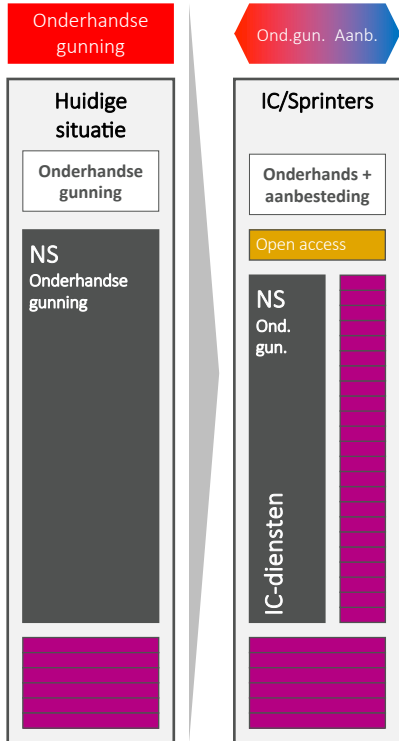 Onderhandse
gunning
Ond.gun. Aanb.
Huidige
situatie
Onderhandse
gunning
NS
Onderhandse
gunning
IC/Sprinters
Onderhands +
aanbesteding
Open access
NS
Ond.
gun.
IC-diensten